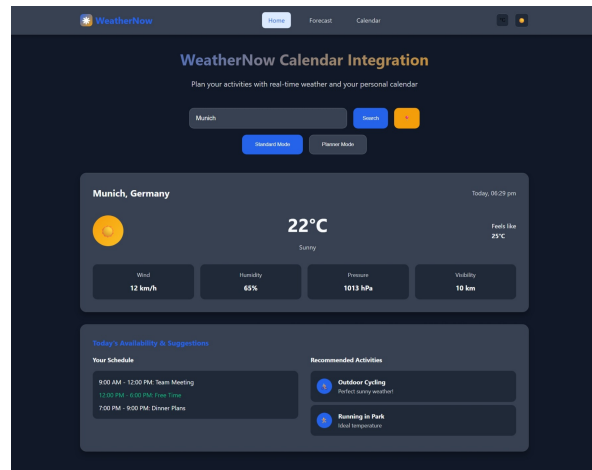 WeatherNow
Home
Forecast
Calendar
WeatherNow Calendar Integration
Plan your activities with real-time weather and your personal calendar
Munich
Search
Standard Mode
Planner Mode
Munich, Germany
Today, 06:29 pm
22°C
Sunny
Feels like
25°C
Wind
12 km/h
Humidity
65%
Pressure
1013 hPa
Visibility
10 km
Today's Availability & Suggestions
Your Schedule
9:00 AM - 12:00 PM: Team Meeting
12:00 PM - 6:00 PM: Free Time
7:00 PM - 9:00 PM: Dinner Plans
Recommended Activities
Outdoor Cycling
Perfect sunny weather!
Running in Park
Ideal temperature